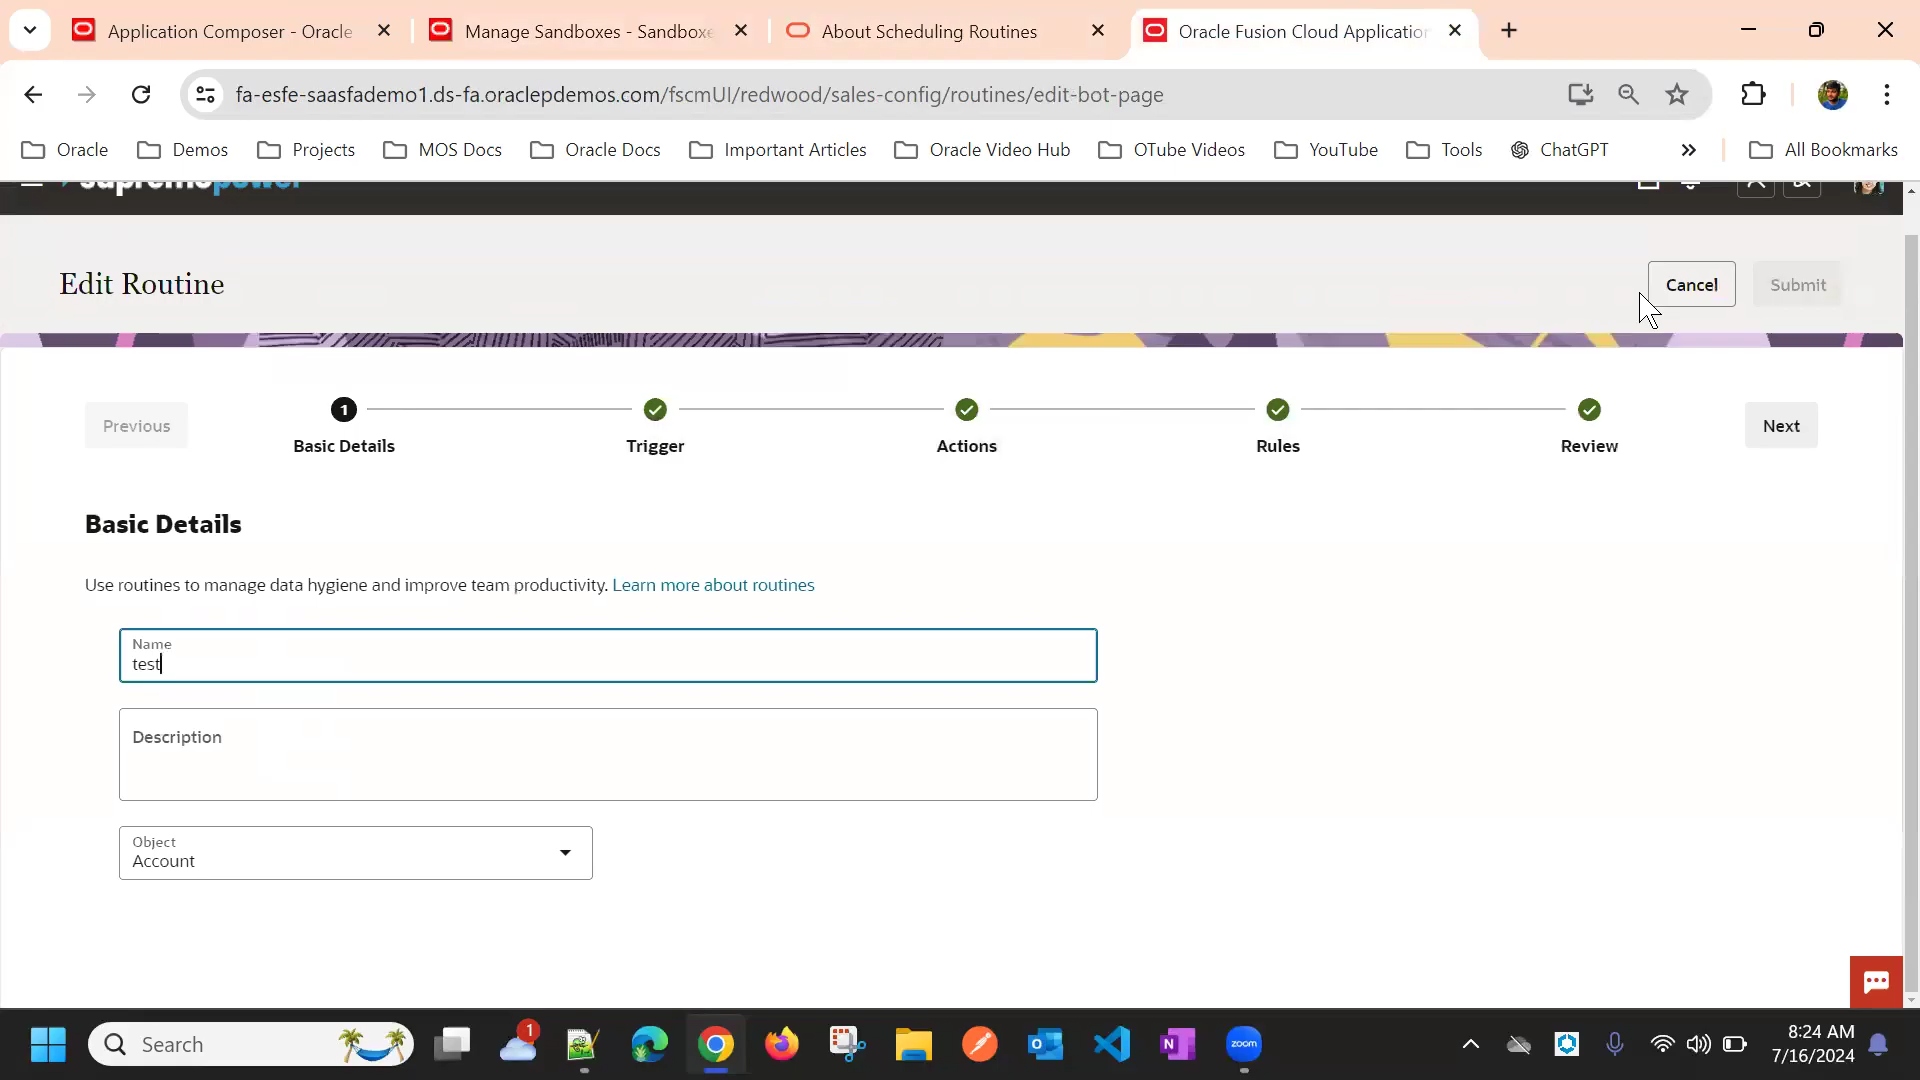 Application Composer - Oracle
Manage Sandboxes - Sandboxe
About Scheduling Routines
Oracle Fusion Cloud Application
fa-esfe-saasfademo1.ds-fa.oraclepdemos.com/fscmUI/redwood/sales-config/routines/edit-bot-page
Oracle
Demos
Projects
MOS Docs
Oracle Docs
Important Articles
Oracle Video Hub
OTube Videos
YouTube
Tools
ChatGPT
»
All Bookmarks
supremopower
Edit Routine
Cancel
Submit
Previous
1
Basic Details
Trigger
Actions
Rules
Review
Next
Basic Details
Use routines to manage data hygiene and improve team productivity. Learn more about routines
Name
test
Description
Object
Account
Search
1
zoom
8:24 AM
7/16/2024